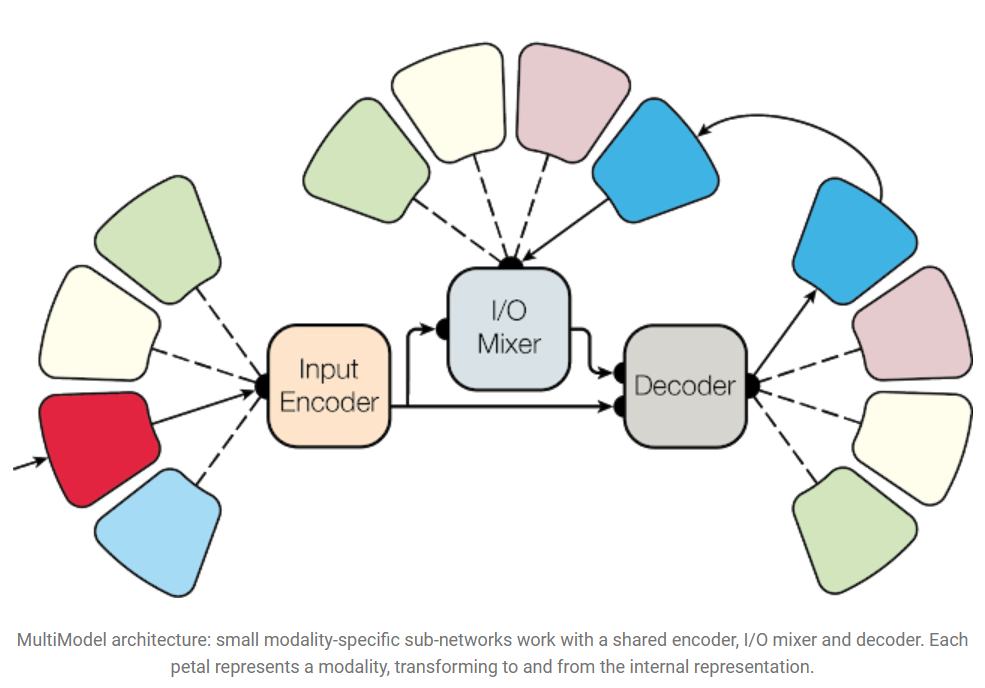 I/O
Mixer
Input
Encoder
Decoder
MultiModel architecture: small modality-specific sub-networks work with a shared encoder, I/O mixer and decoder. Each
petal represents a modality, transforming to and from the internal representation.